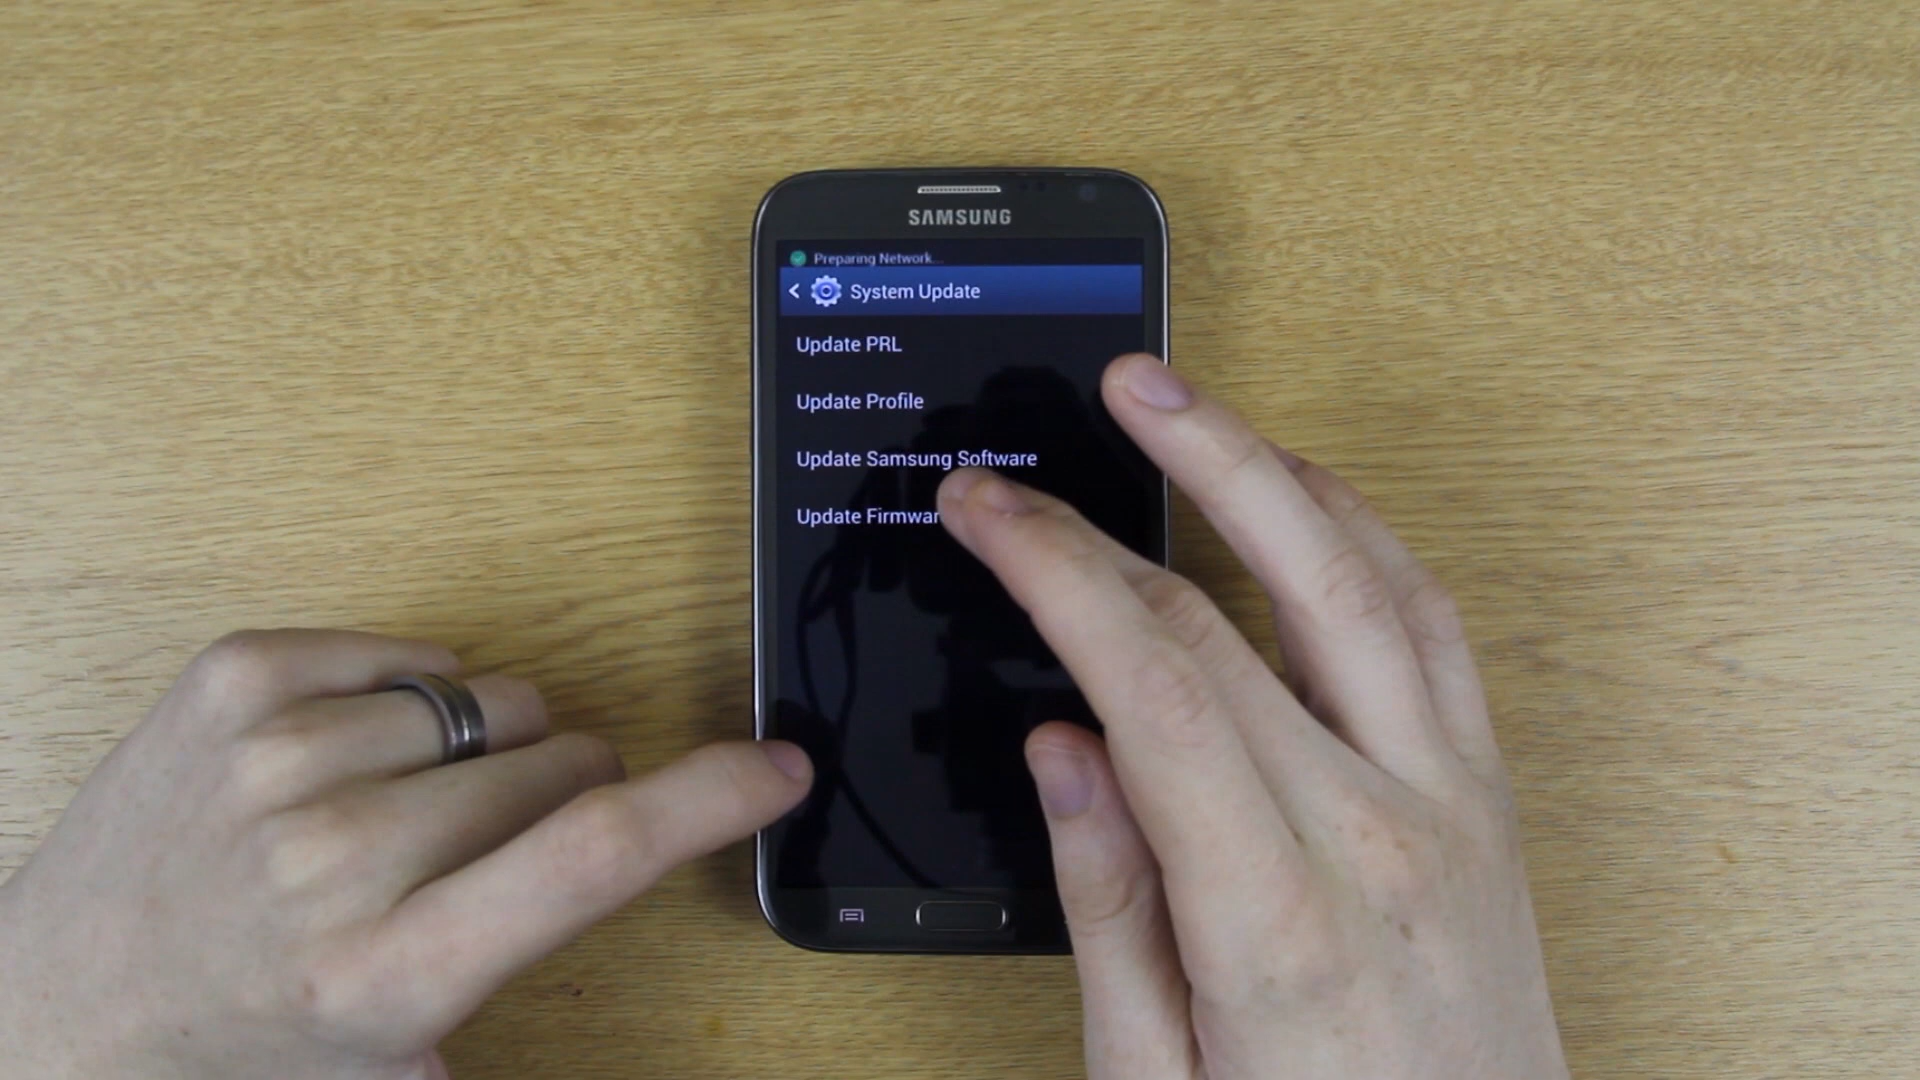 SAMSUNG
Preparing Network...
System Update
Update PRL
Update Profile
Update Samsung Software
Update Firmwar